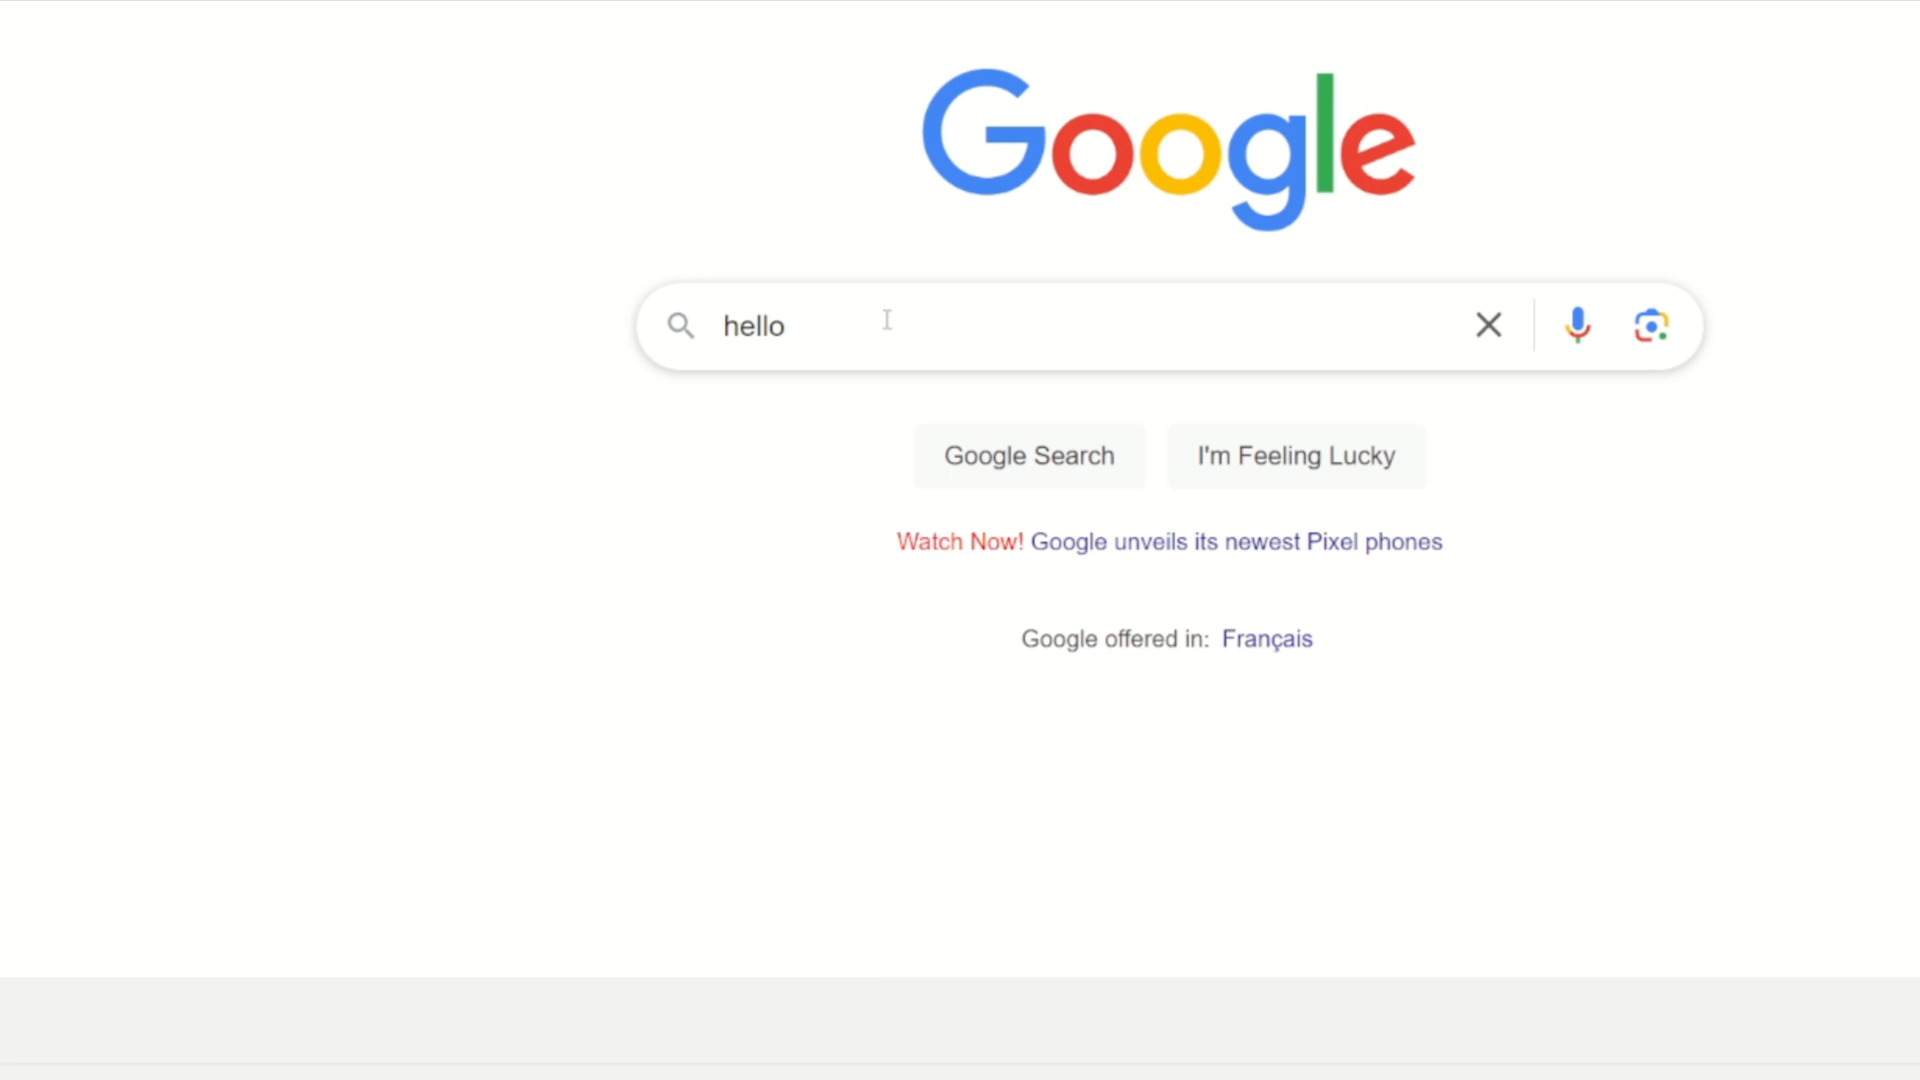 Google
hello
Google Search
I'm Feeling Lucky
Watch Now! Google unveils its newest Pixel phones
Google offered in: Français